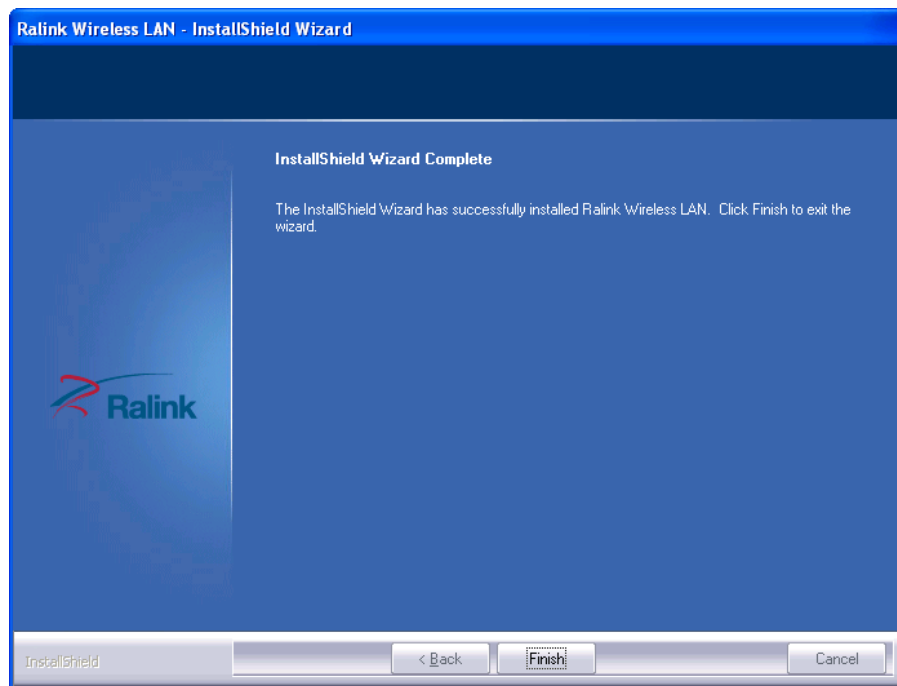 Ralink Wireless LAN - InstallShield Wizard
InstallShield Wizard Complete
The InstallShield Wizard has successfully installed Ralink Wireless LAN. Click Finish to exit the
wizard.
Ralink
InstallShield
< Back
Finish
Cancel